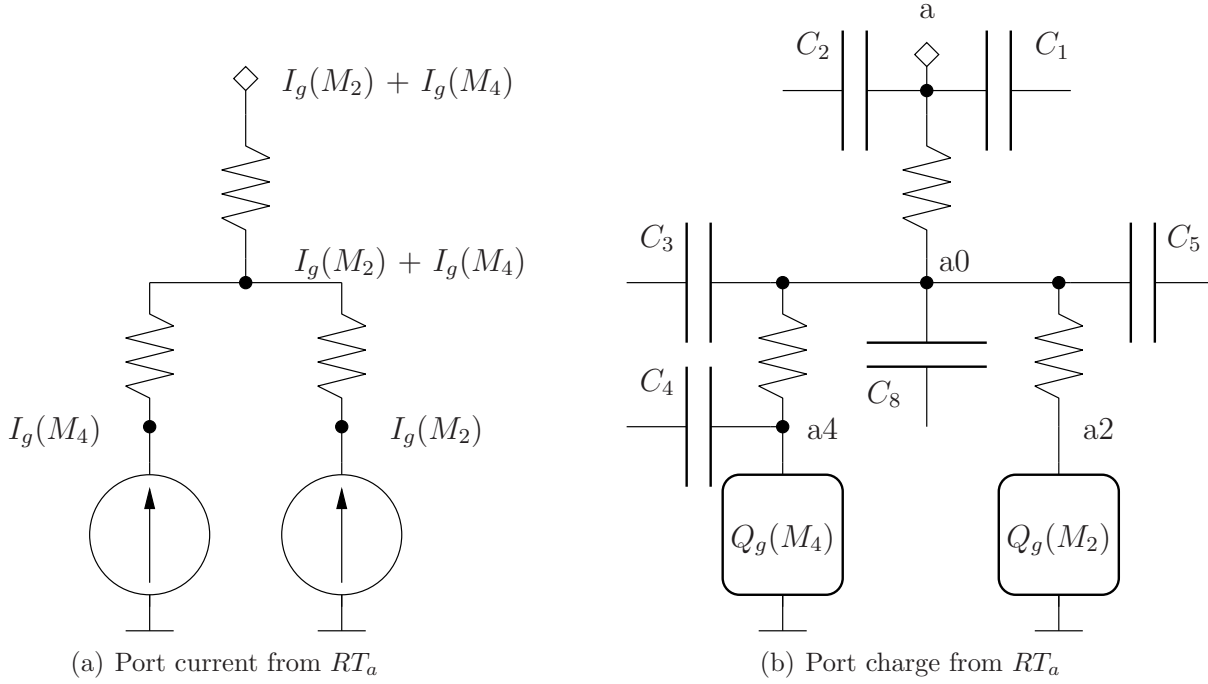 I_g(M_2) + I_g(M_4)
I_g(M_2) + I_g(M_4)
I_g(M_4)
I_g(M_2)
(a) Port current from RT_a
a
C_2
C_1
C_3
C_5
a0
C_4
C_8
a4
a2
Q_g(M_4)
Q_g(M_2)
(b) Port charge from RT_a